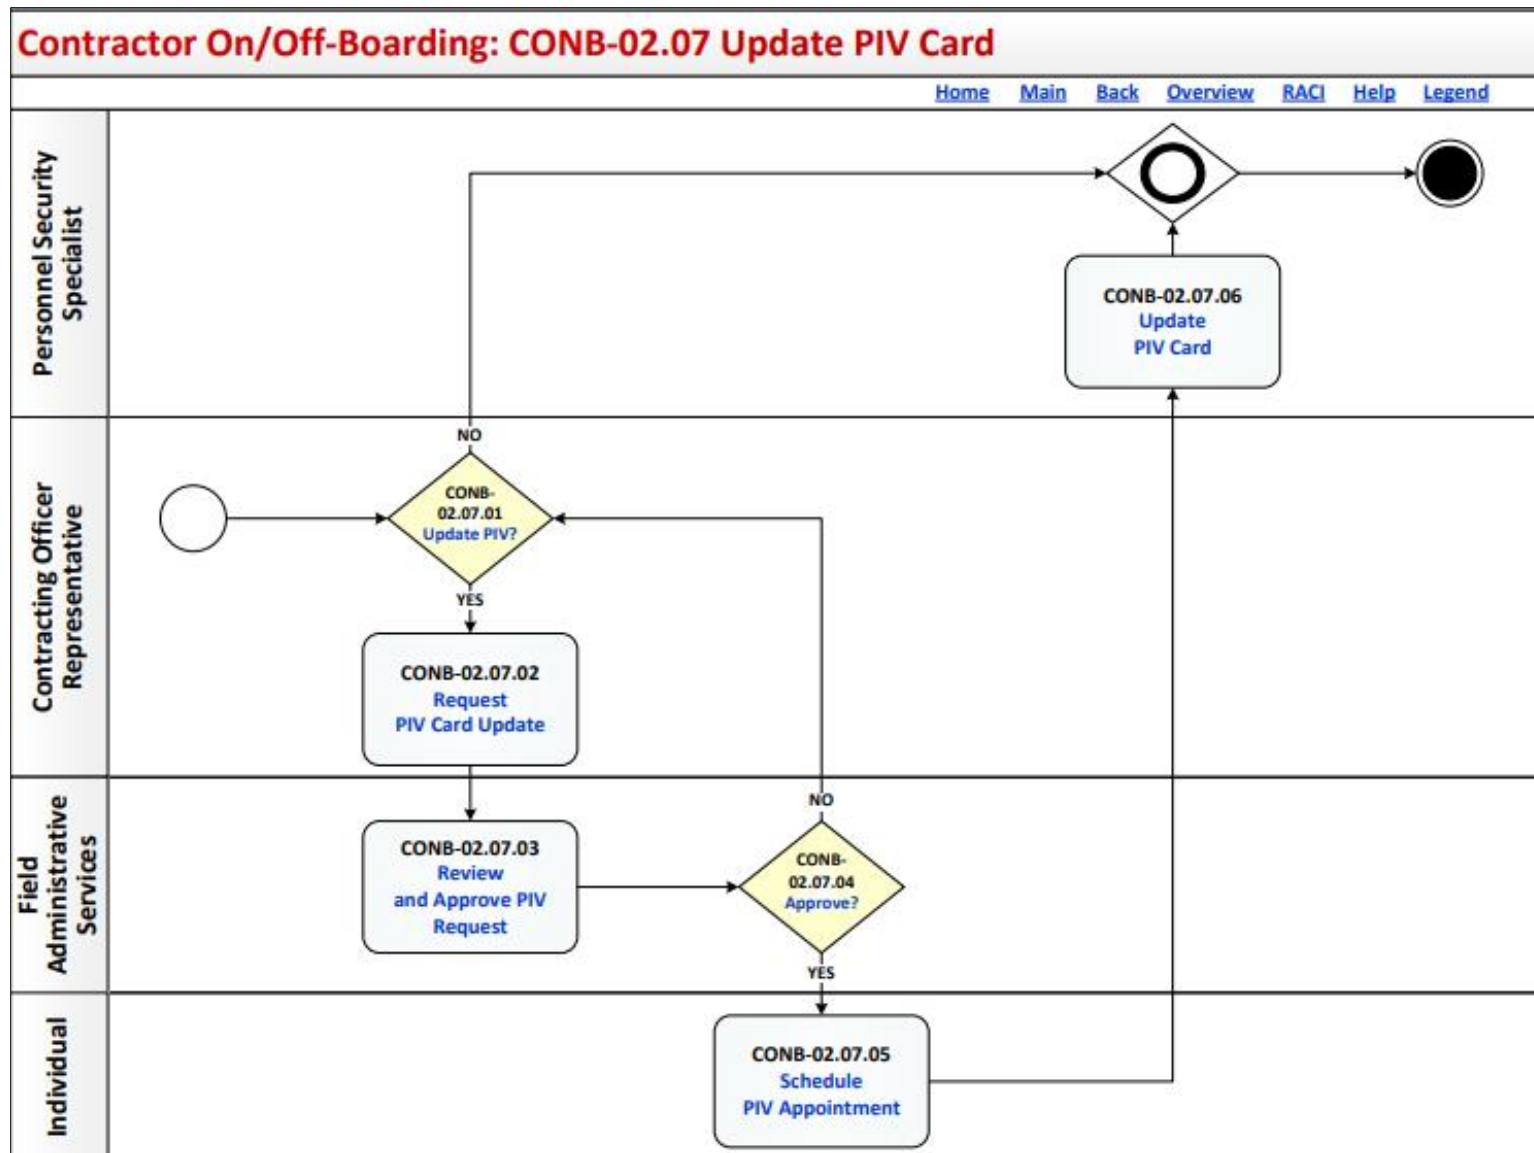 Contractor On/Off-Boarding: CONB-02.07 Update PIV Card
Home Main Back Overview RACI Help Legend
Personnel Security
Specialist
CONB-02.07.06
Update
PIV Card
Contracting Officer
Representative
NO
CONB-
02.07.01
Update PIV?
YES
CONB-02.07.02
Request
PIV Card Update
Field
Administrative
Services
CONB-02.07.03
Review
and Approve PIV
Request
NO
CONB-
02.07.04
Approve?
YES
Individual
CONB-02.07.05
Schedule
PIV Appointment